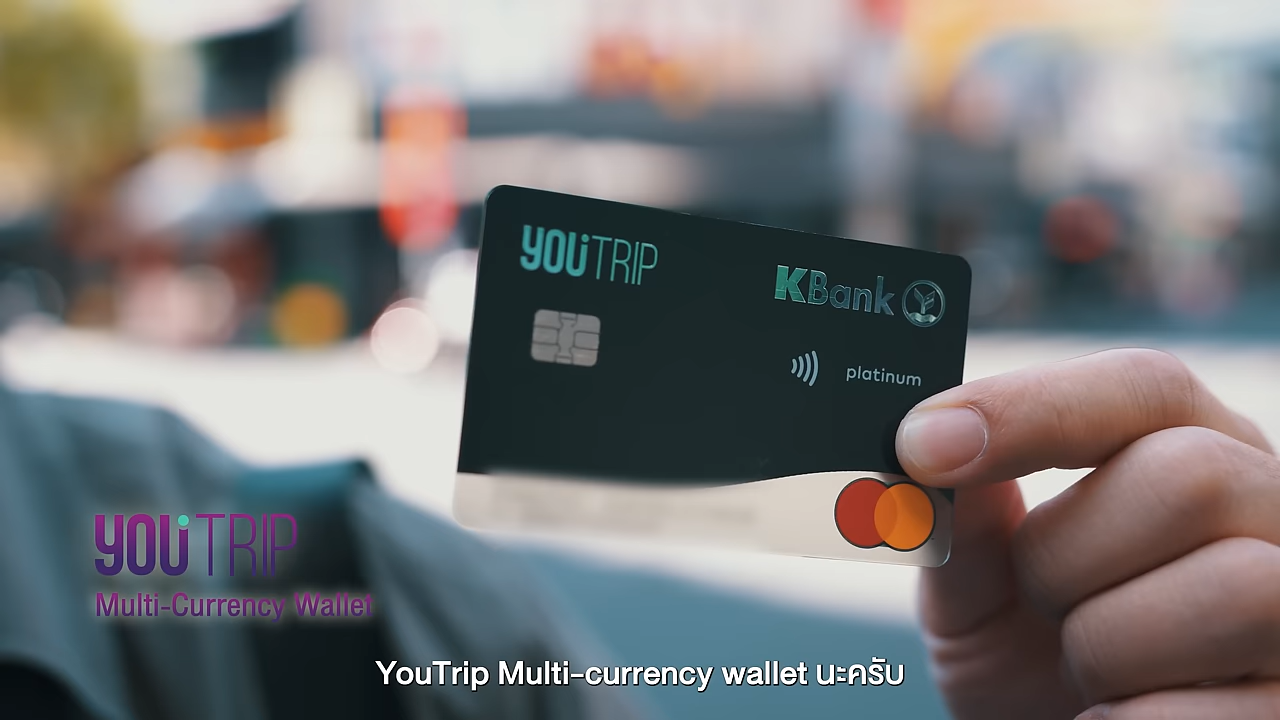 YOUTRIP
KBank
platinum
YOUTRIP
Multi-Currency Wallet
YouTrip Multi-currency wallet นะครับ